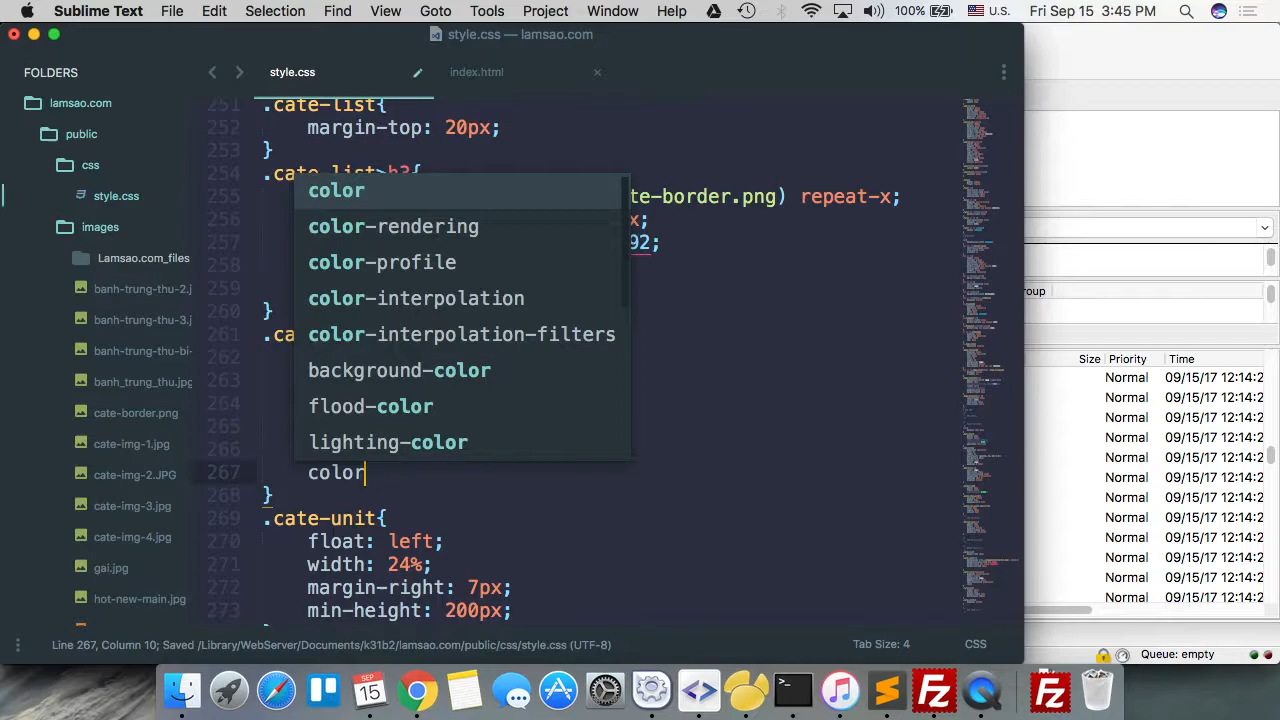 Sublime Text File Edit Selection Find View Goto Tools Project Window Help 100% U.S. Fri Sep 15 3:45 PM
style.css — lamsao.com
FOLDERS
style.css
index.html
lamsao.com
public
css
style.css
images
Lamsao.com_files
banh-trung-thu-2.j
banh-trung-thu-3.j
banh-trung-thu-bi-
banh_trung_thu.jpg
cate-border.png
cate-img-1.jpg
cate-img-2.JPG
cate-img-3.jpg
cate-img-4.jpg
gai.jpg
hot-new-main.jpg
251 .cate-list{
252 margin-top: 20px;
253 }
254 .cate-list>h3{
255 te-border.png) repeat-x;
256 x;
257 92;
258
260 }
261 .ca
262
263
265
266
267 color
268 }
269 .cate-unit{
270 float: left;
271 width: 24%;
272 margin-right: 7px;
273 min-height: 200px;
color
color-rendering
color-profile
color-interpolation
color-interpolation-filters
background-color
flood-color
lighting-color
Line 267, Column 10; Saved /Library/WebServer/Documents/k31b2/lamsao.com/public/css/style.css (UTF-8)
Tab Size: 4
CSS
roup
Size Priority Time
Normal 09/15/17 12:14:2
Normal 09/15/17 12:14:2
Normal 09/15/17 12:14:2
Normal 09/15/17 12:14:2
Normal 09/15/17 12:14:2
Normal 09/15/17 12:14:2
Normal 09/15/17 12:14:2
Normal 09/15/17 12:14:2
Normal 09/15/17 12:14:2
Normal 09/15/17 12:14:2
Normal 09/15/17 12:14:2
Normal 09/15/17 12:14:2
Queue: empty
SEP
15